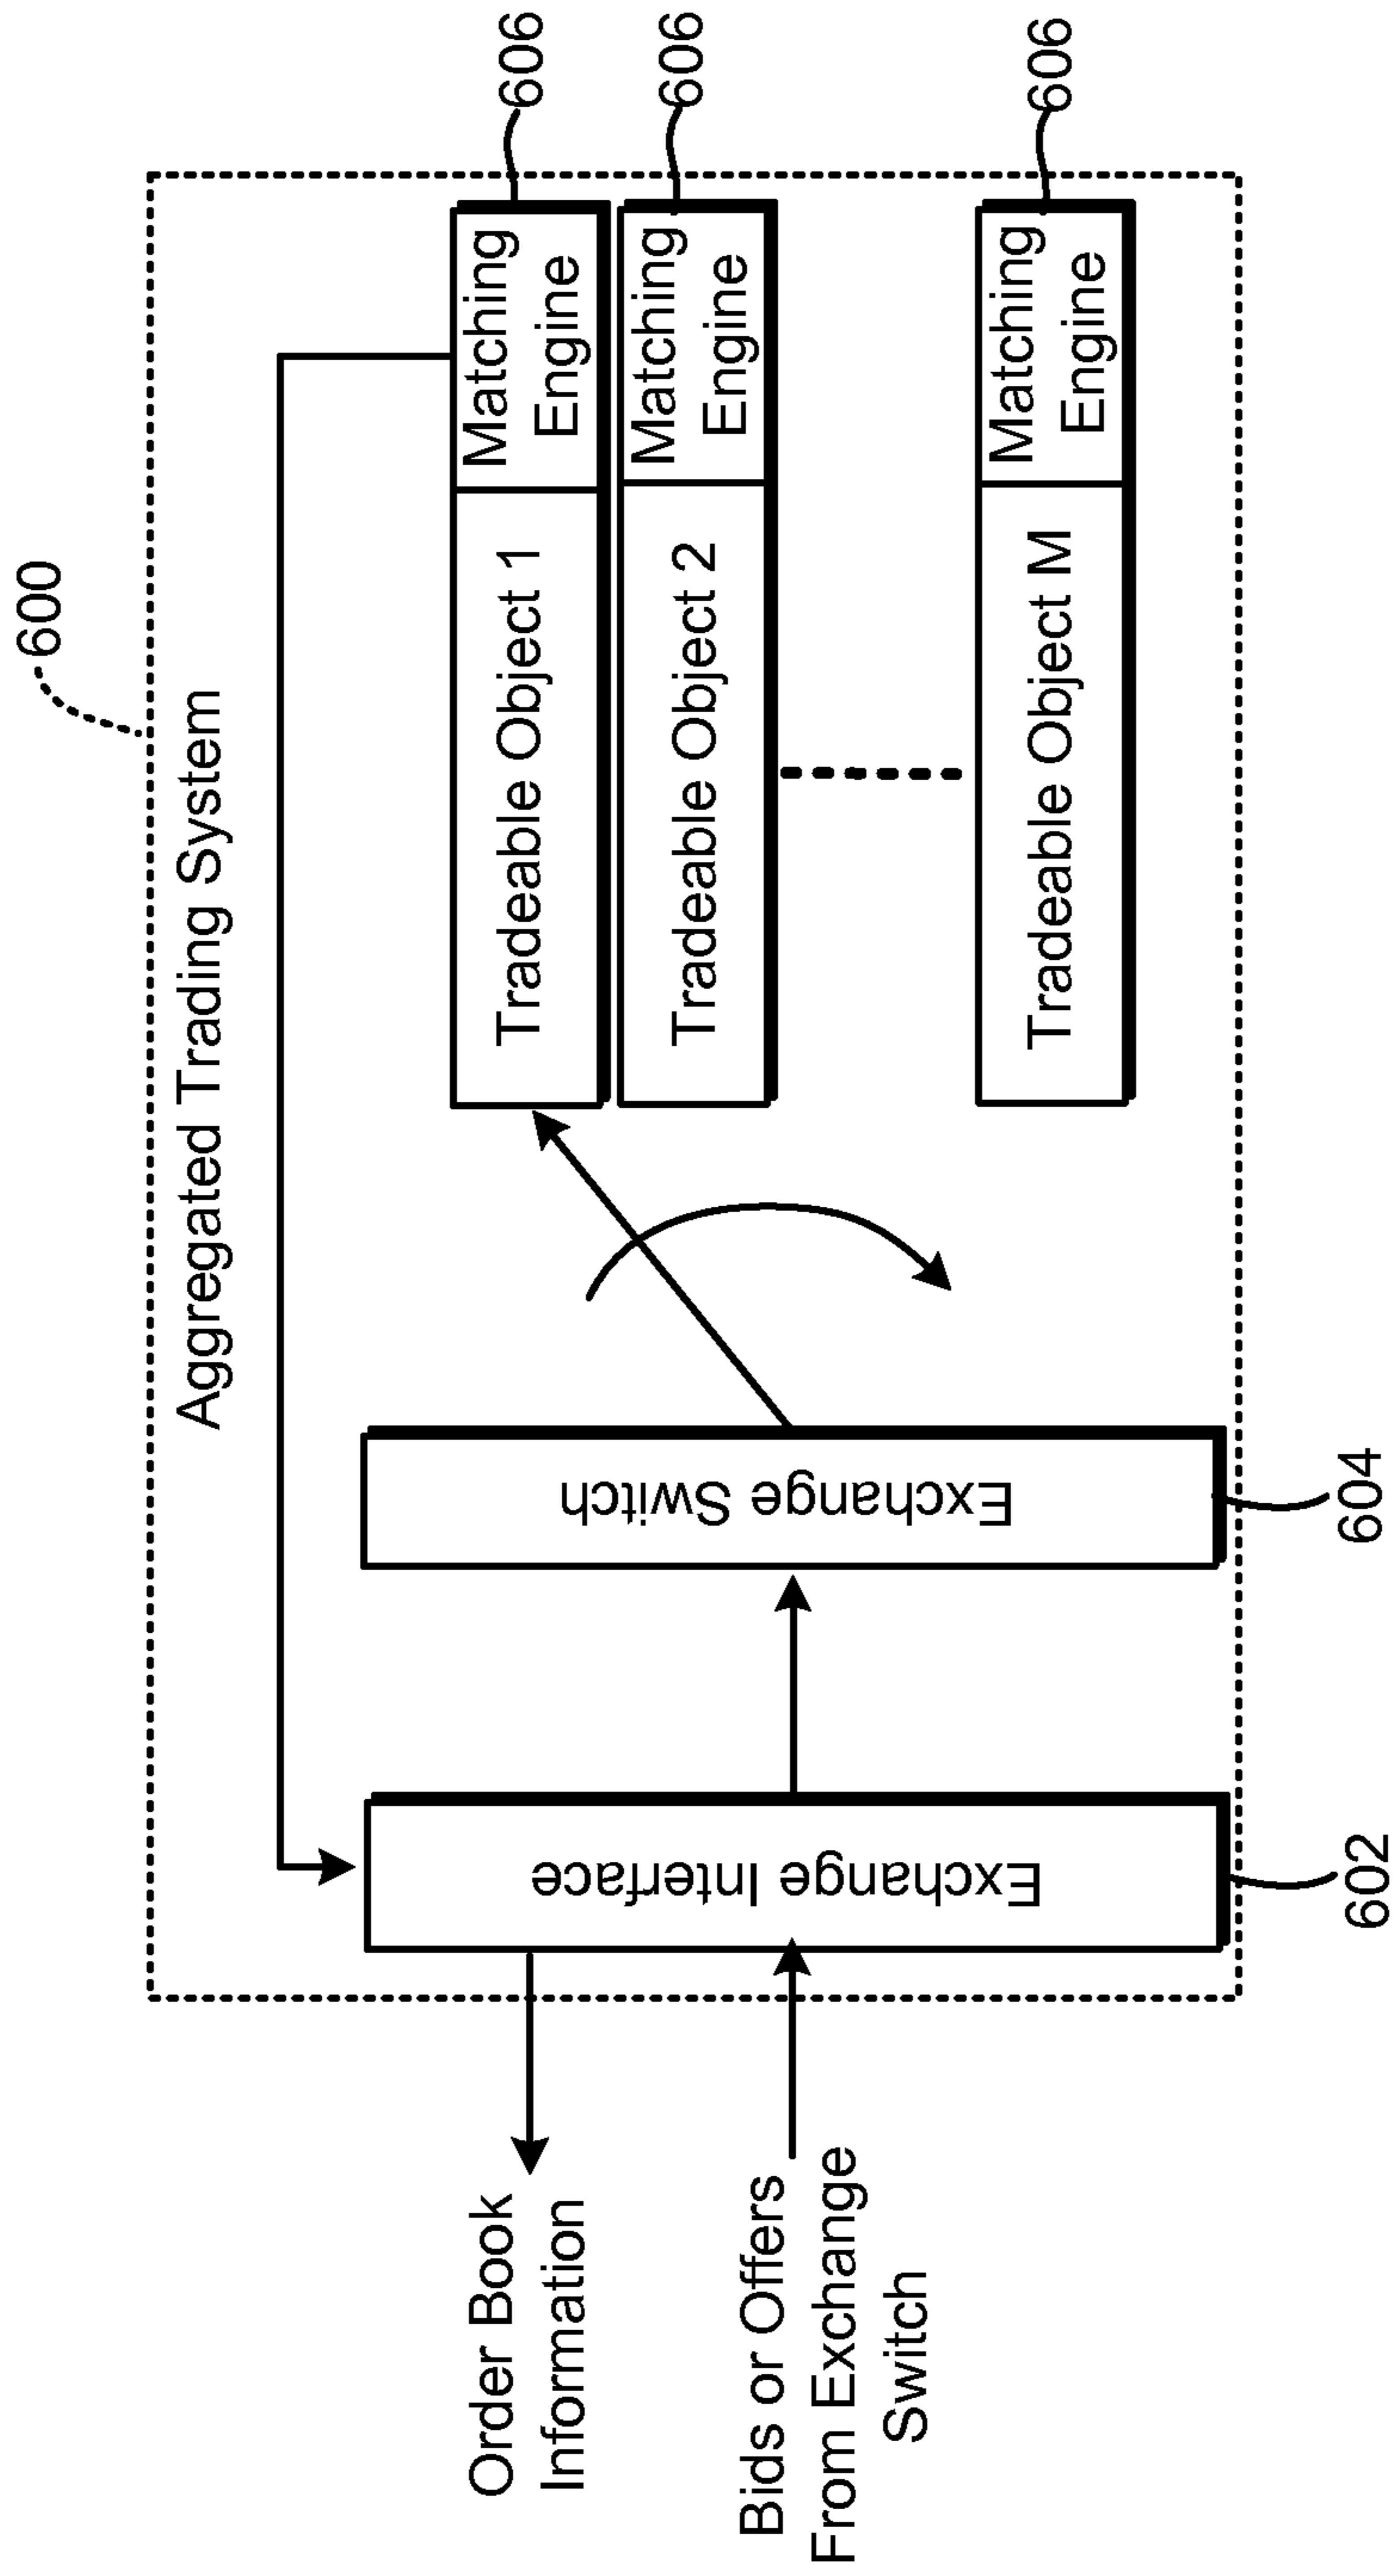 600
Aggregated Trading System
Order Book
Information
Bids or Offers
From Exchange
Switch
Exchange Interface
602
Exchange Switch
604
Tradeable Object 1
Matching
Engine
606
Tradeable Object 2
Matching
Engine
606
Tradeable Object M
Matching
Engine
606